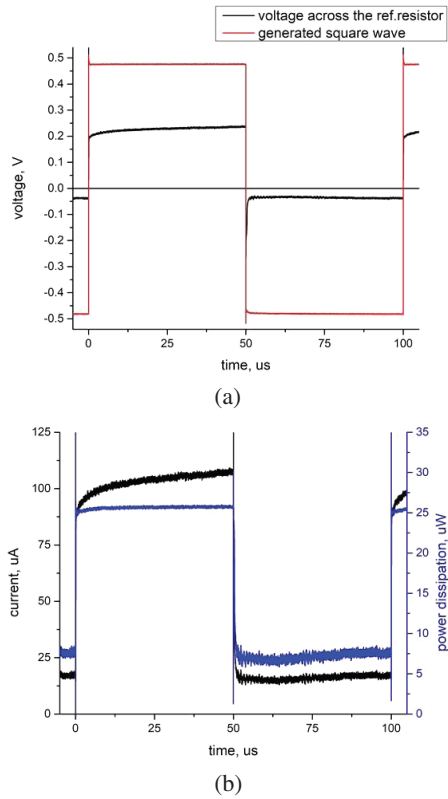 voltage across the ref.resistor
generated square wave
0.5
0.4
0.3
0.2
0.1
0.0
-0.1
-0.2
-0.3
-0.4
-0.5
voltage, V
0 25 50 75 100
time, us
(a)
125
100
75
50
25
0
current, uA
35
30
25
20
15
10
5
0
power dissipation, uW
0 25 50 75 100
time, us
(b)